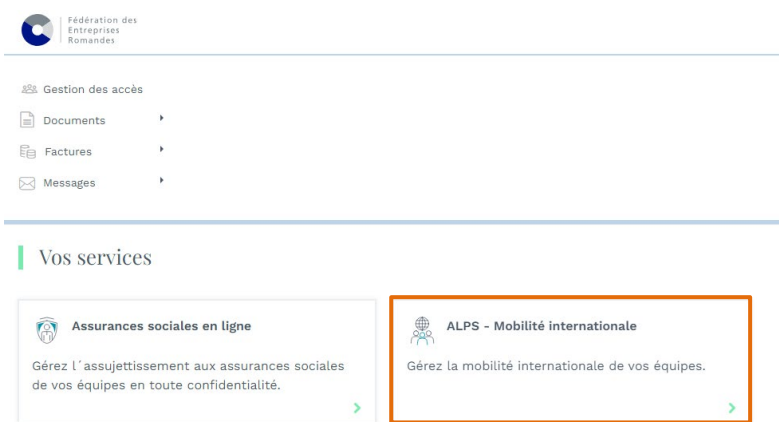 Fédération des
Entreprises
Romandes
Gestion des accès
Documents
Factures
Messages
Vos services
Assurances sociales en ligne
Gérez l´assujettissement aux assurances sociales
de vos équipes en toute confidentialité.
ALPS - Mobilité internationale
Gérez la mobilité internationale de vos équipes.